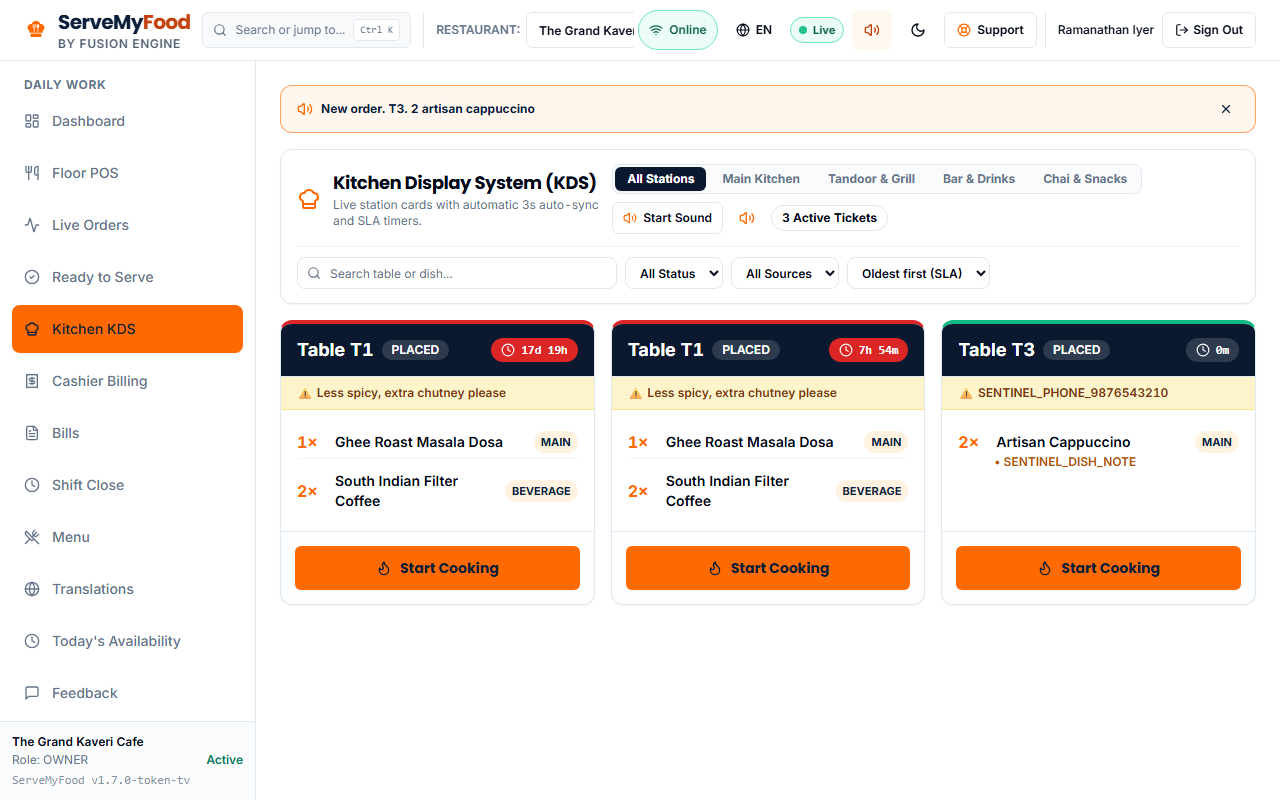 ServeMyFood
BY FUSION ENGINE
Search or jump to...
Ctrl K
RESTAURANT:
The Grand Kaver
Online
EN
Live
Support
Ramanathan Iyer
Sign Out
DAILY WORK
Dashboard
Floor POS
Live Orders
Ready to Serve
Kitchen KDS
Cashier Billing
Bills
Shift Close
Menu
Translations
Today's Availability
Feedback
The Grand Kaveri Cafe
Role: OWNER
Active
ServeMyFood v1.7.0-token-tv
New order. T3. 2 artisan cappuccino
Kitchen Display System (KDS)
Live station cards with automatic 3s auto-sync
and SLA timers.
All Stations
Main Kitchen
Tandoor & Grill
Bar & Drinks
Chai & Snacks
Start Sound
3 Active Tickets
Search table or dish...
All Status
All Sources
Oldest first (SLA)
Table T1
PLACED
17d 19h
Less spicy, extra chutney please
1× Ghee Roast Masala Dosa MAIN
2× South Indian Filter
Coffee
BEVERAGE
Start Cooking
Table T1
PLACED
7h 54m
Less spicy, extra chutney please
1× Ghee Roast Masala Dosa MAIN
2× South Indian Filter
Coffee
BEVERAGE
Start Cooking
Table T3
PLACED
0m
SENTINEL_PHONE_9876543210
2× Artisan Cappuccino MAIN
• SENTINEL_DISH_NOTE
Start Cooking